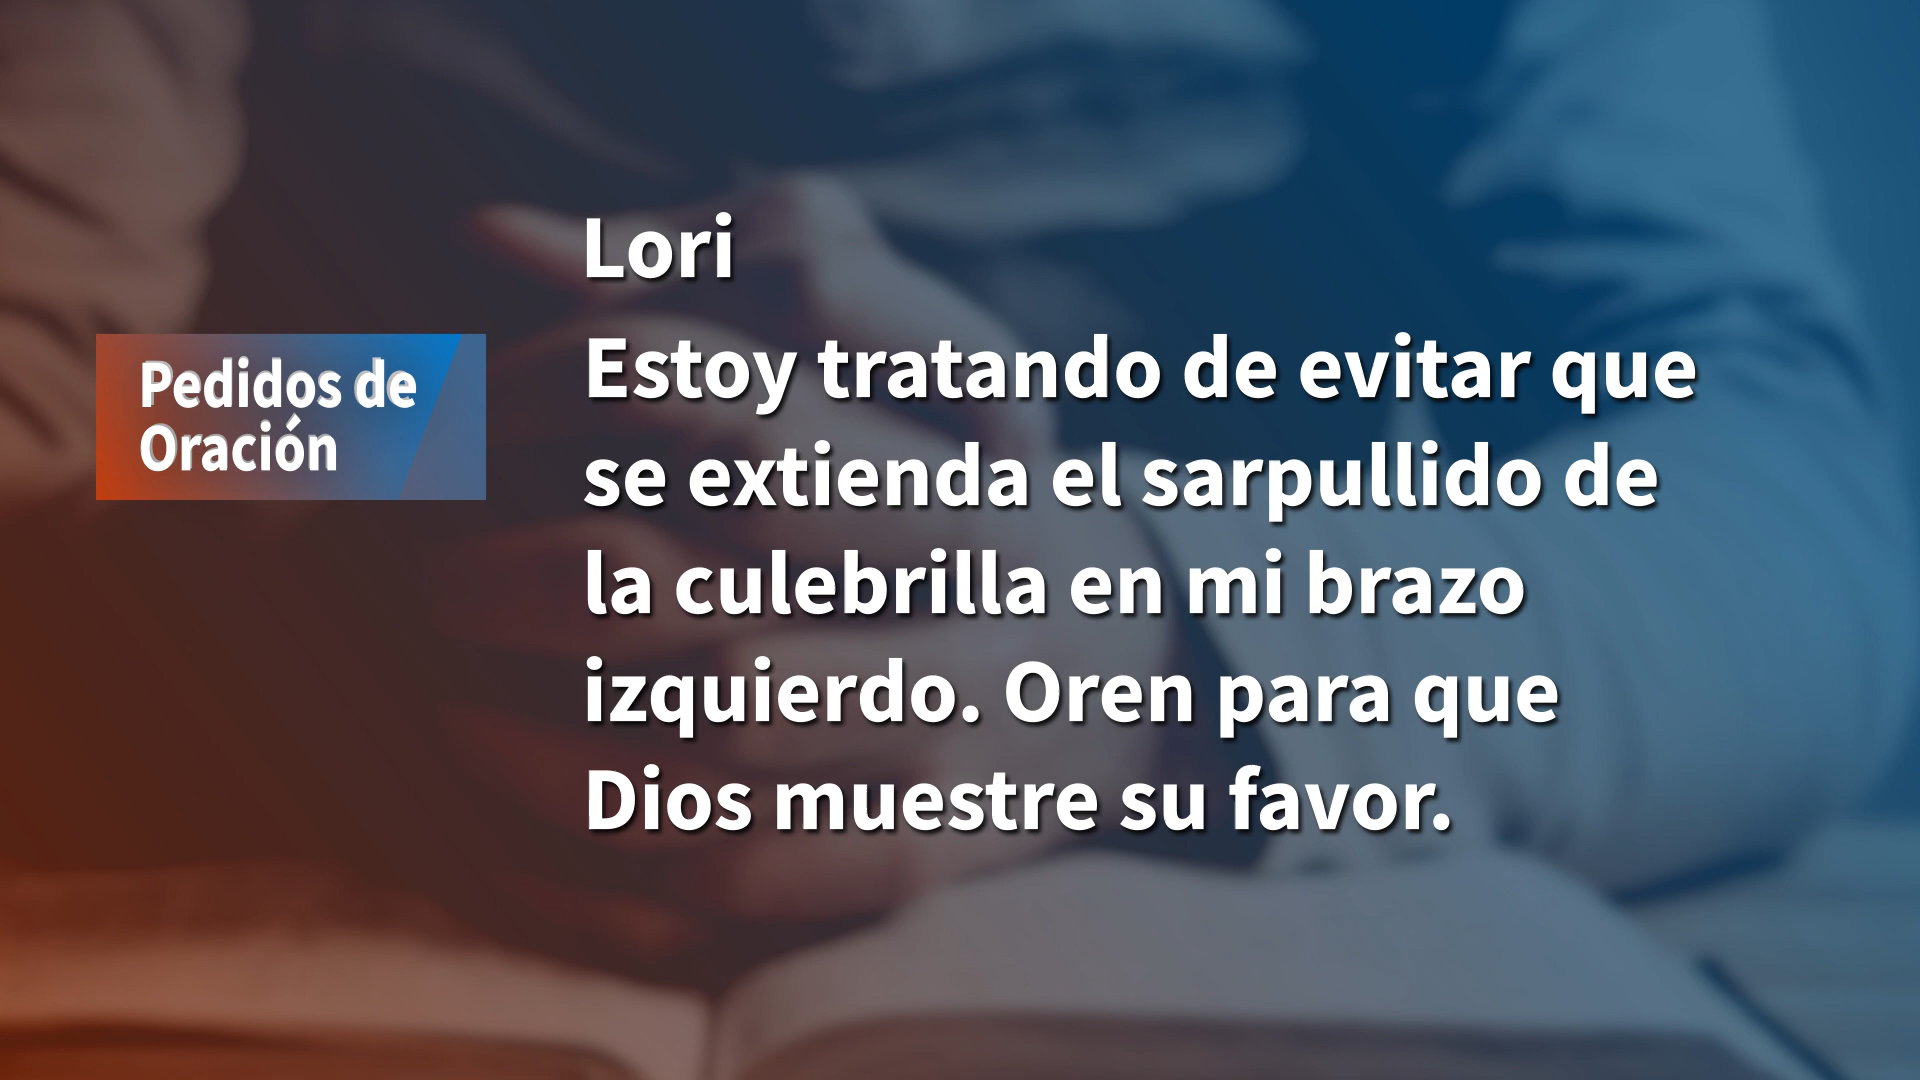 Pedidos de
Oración
Lori
Estoy tratando de evitar que
se extienda el sarpullido de
la culebrilla en mi brazo
izquierdo. Oren para que
Dios muestre su favor.